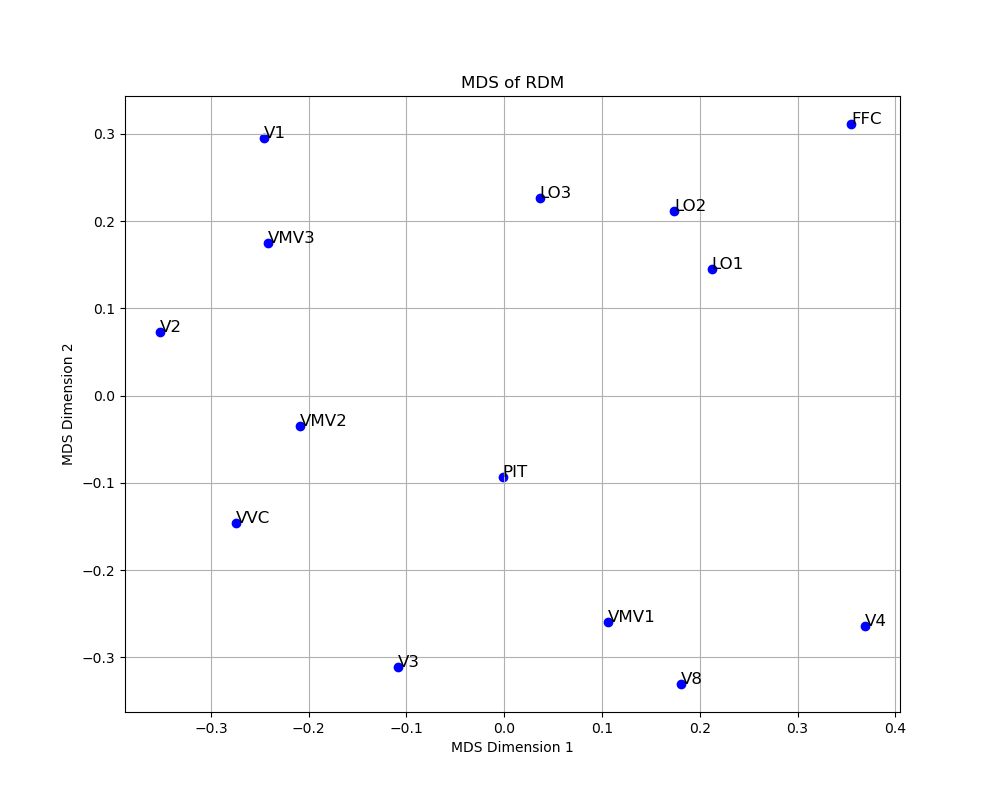 MDS of RDM
FFC
V1
LO3
LO2
VMV3
LO1
V2
VMV2
PIT
VVC
VMV1
V4
V3
V8
0.3
0.2
0.1
0.0
−0.1
−0.2
−0.3
MDS Dimension 2
−0.3 −0.2 −0.1 0.0 0.1 0.2 0.3 0.4
MDS Dimension 1